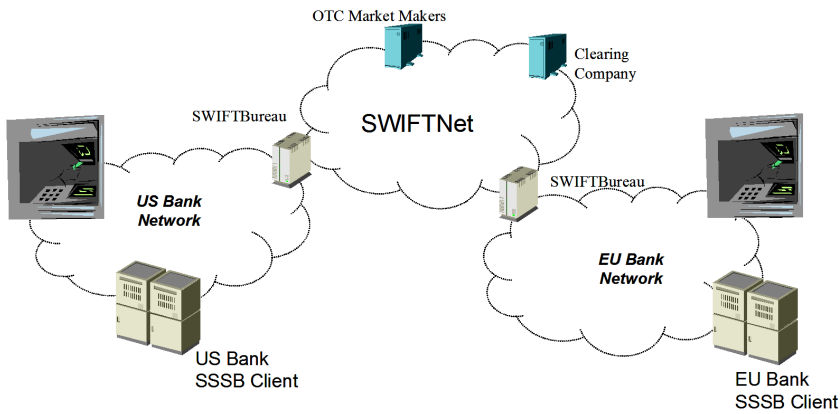 OTC Market Makers
Clearing
Company
SWIFTBureau
SWIFTNet
SWIFTBureau
US Bank
Network
EU Bank
Network
US Bank
SSSB Client
EU Bank
SSSB Client